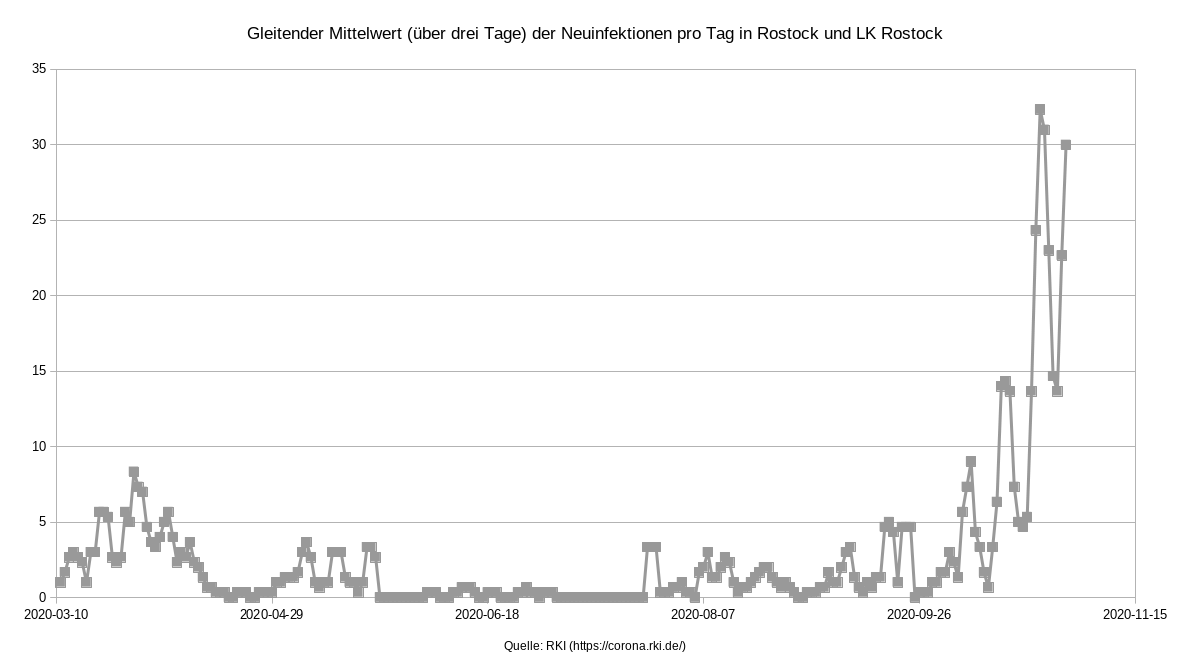 Gleitender Mittelwert (über drei Tage) der Neuinfektionen pro Tag in Rostock und LK Rostock
35
30
25
20
15
10
5
0
2020-03-10 2020-04-29 2020-06-18 2020-08-07 2020-09-26 2020-11-15
Quelle: RKI (https://corona.rki.de/)